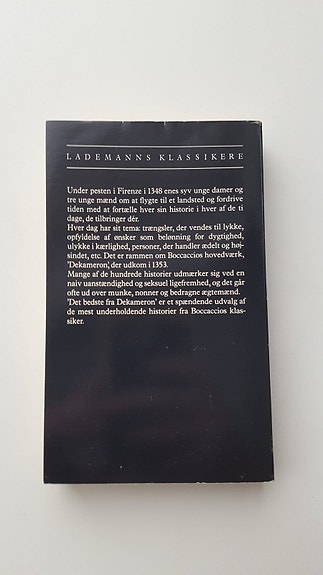 LADEMANNS KLASSIKERE
Under pesten i Firenze i 1348 enes syv unge damer og
tre unge mænd om at flygte til et landsted og fordrive
tiden med at fortælle hver sin historie i hver af de ti
dage, de tilbringer dér.
Hver dag har sit tema: trængsler, der vendes til lykke,
opfyldelse af ønsker som belønning for dygtighed,
ulykke i kærlighed, personer, der handler ædelt og høj-
sindet, etc. Det er rammen om Boccaccios hovedværk,
'Dekameron', der udkom i 1353.
Mange af de hundrede historier udmærker sig ved en
naiv uanstændighed og seksuel ligefremhed, og det går
ofte ud over munke, nonner og bedragne ægtemænd.
'Det bedste fra Dekameron' er et spændende udvalg af
de mest underholdende historier fra Boccaccios klas-
siker.